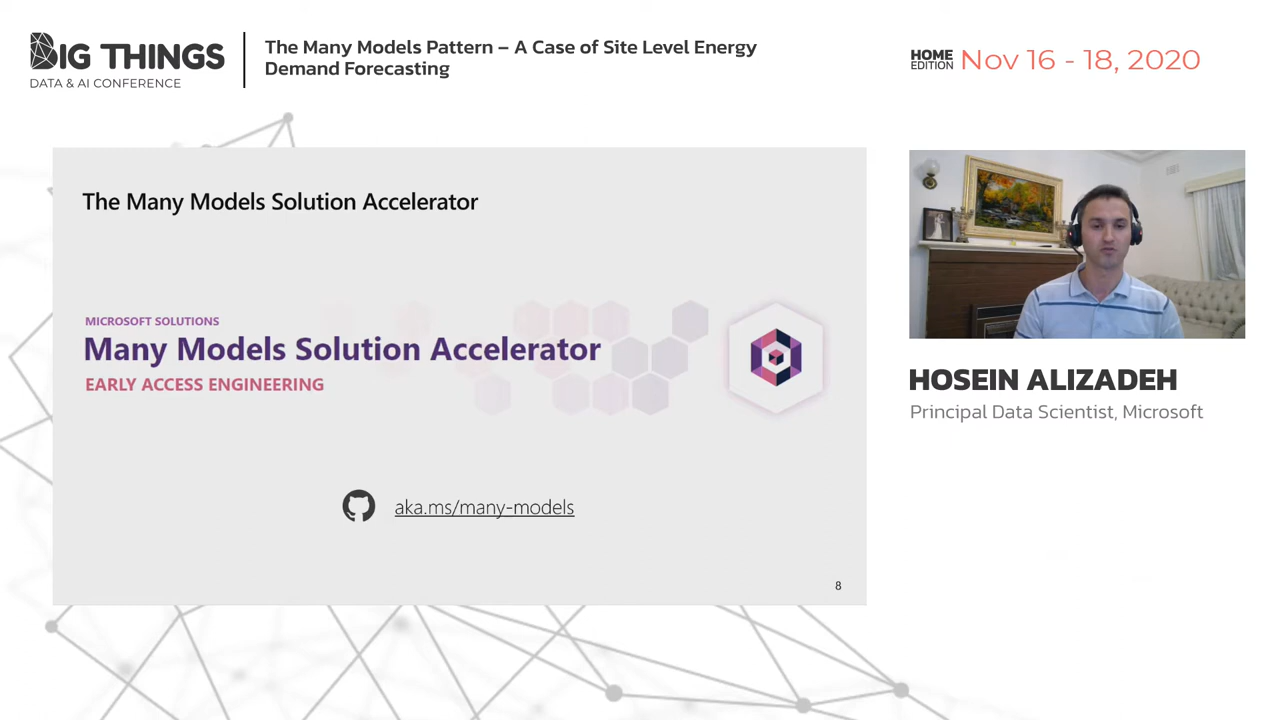 BIG THINGS
DATA & AI CONFERENCE
The Many Models Pattern – A Case of Site Level Energy
Demand Forecasting
HOME
EDITION
Nov 16 - 18, 2020
The Many Models Solution Accelerator
MICROSOFT SOLUTIONS
Many Models Solution Accelerator
EARLY ACCESS ENGINEERING
aka.ms/many-models
8
HOSEIN ALIZADEH
Principal Data Scientist, Microsoft